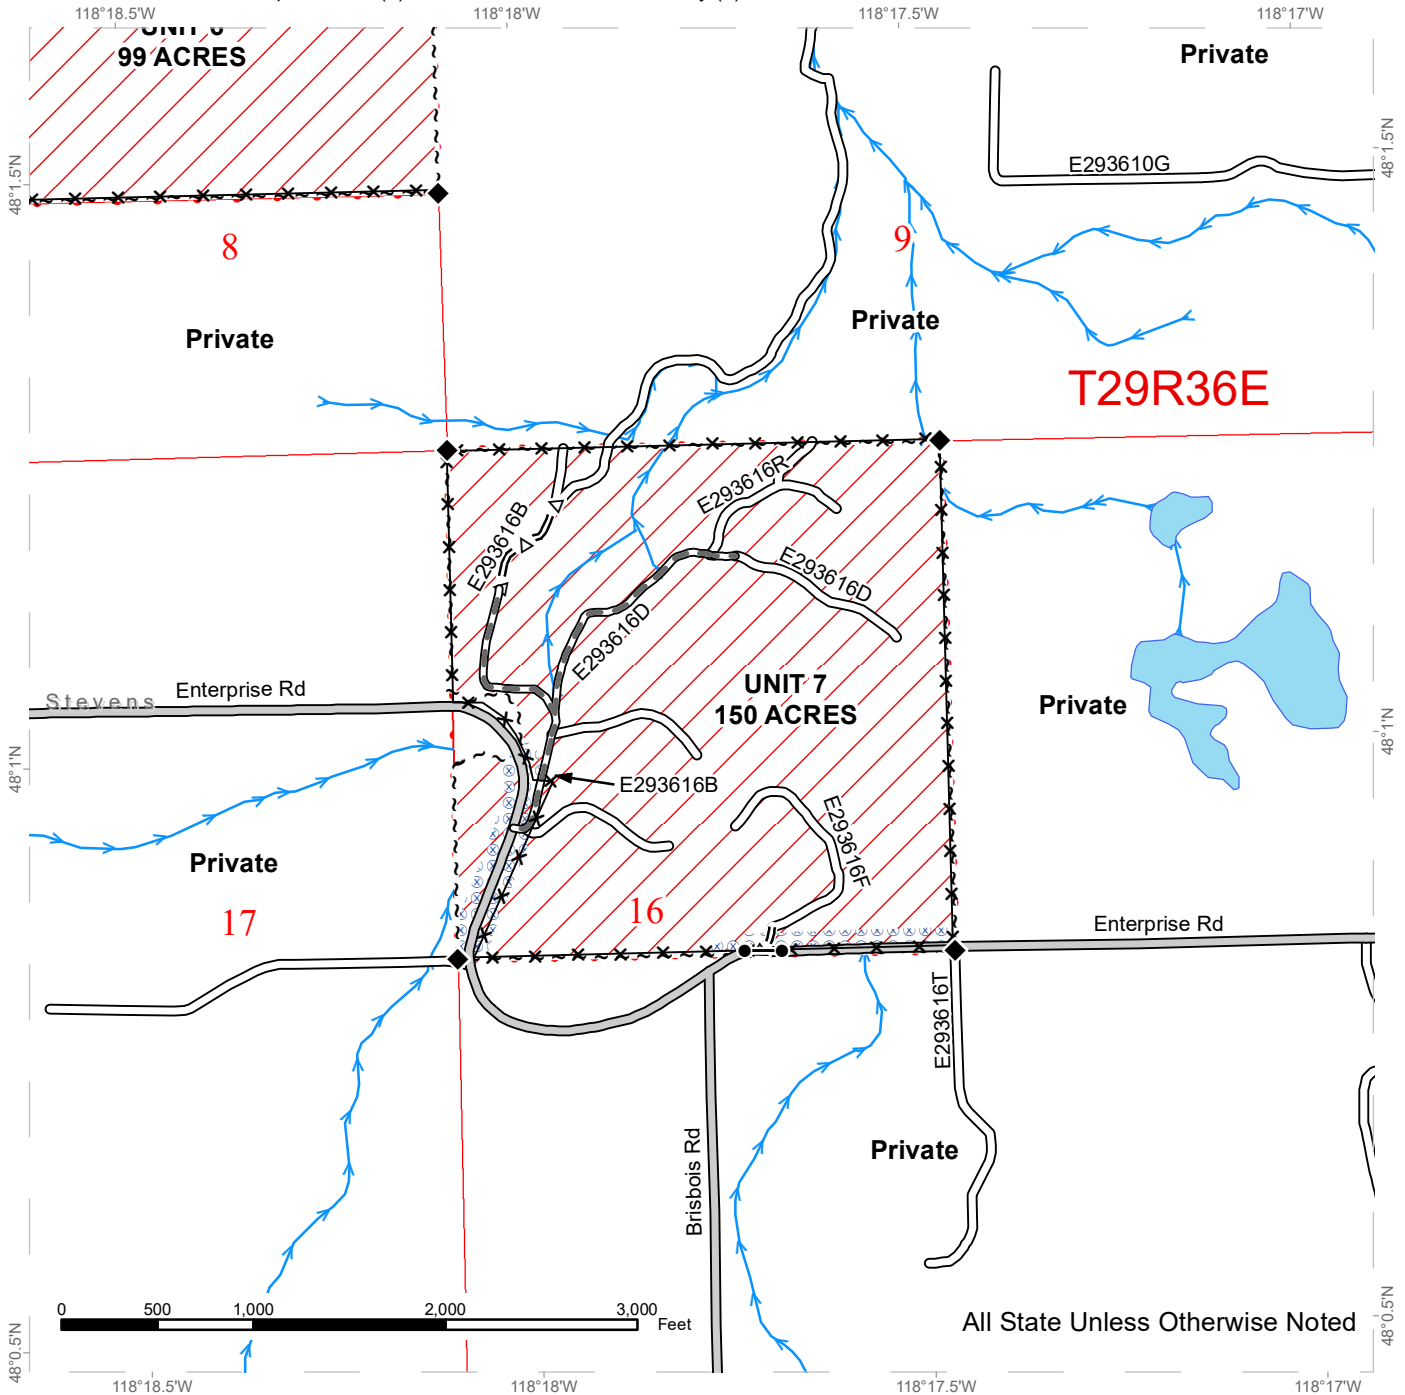 118°18.5'W
118°18'W
118°17.5'W
118°17'W
99 ACRES
Private
48°1.5'N
48°1.5'N
E293610G
8
9
Private
Private
T29R36E
E293616R
E293616B
E293616D
E293616D
UNIT 7
150 ACRES
Stevens
Enterprise Rd
Private
48°1'N
48°1'N
E293616B
E293616F
Private
17
16
Enterprise Rd
E293616T
Brisbois Rd
Private
0
500
1,000
2,000
3,000
Feet
All State Unless Otherwise Noted
48°0.5'N
48°0.5'N
118°18.5'W
118°18'W
118°17.5'W
118°17'W